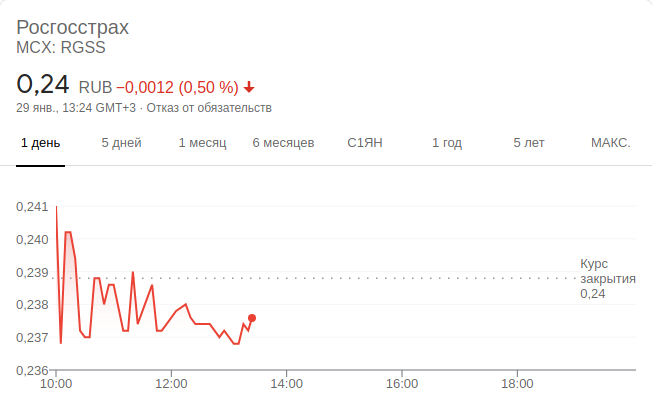 Росгосстрах
MCX: RGSS
0,24 RUB −0,0012 (0,50 %)
29 янв., 13:24 GMT+3 · Отказ от обязательств
1 день 5 дней 1 месяц 6 месяцев С1ЯН 1 год 5 лет МАКС.
0,241
0,240
0,239
0,238
0,237
0,236
Курс
закрытия
0,24
10:00 12:00 14:00 16:00 18:00